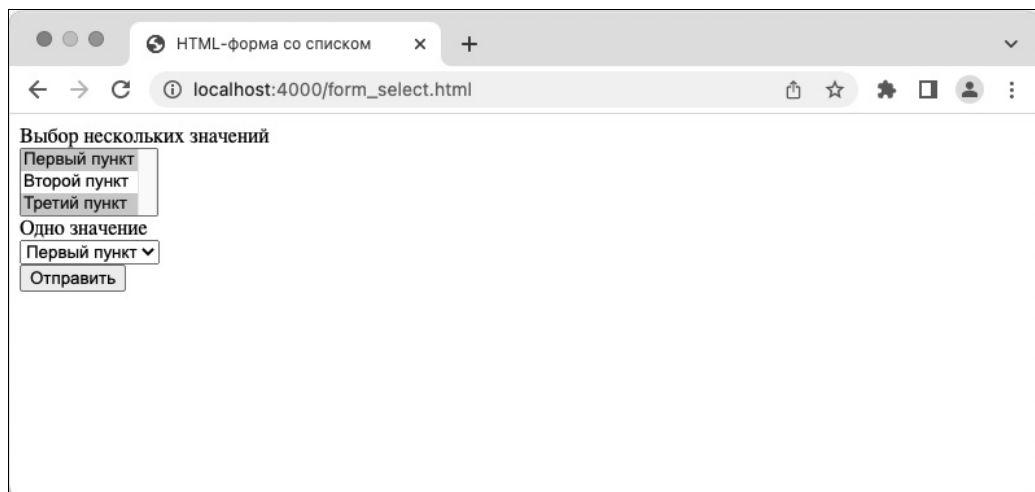 HTML-форма со списком
localhost:4000/form_select.html
Выбор нескольких значений
Первый пункт
Второй пункт
Третий пункт
Одно значение
Первый пункт
Отправить